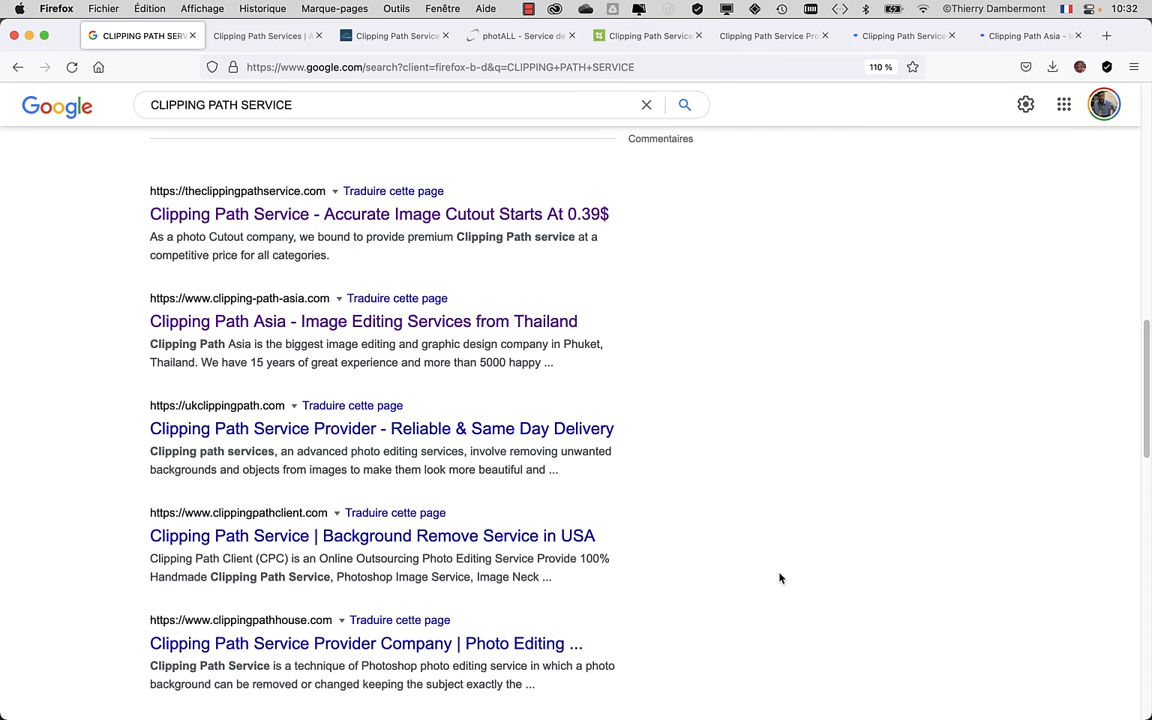 Firefox Fichier Édition Affichage Historique Marque-pages Outils Fenêtre Aide ©Thierry Dambermont 10:32
CLIPPING PATH SERV Clipping Path Services | A Clipping Path Service photALL - Service de Clipping Path Service Clipping Path Service Pro Clipping Path Service Clipping Path Asia - I
https://www.google.com/search?client=firefox-b-d&q=CLIPPING+PATH+SERVICE 110 %
Google CLIPPING PATH SERVICE
Commentaires
https://theclippingpathservice.com Traduire cette page
Clipping Path Service - Accurate Image Cutout Starts At 0.39$
As a photo Cutout company, we bound to provide premium Clipping Path service at a
competitive price for all categories.
https://www.clipping-path-asia.com Traduire cette page
Clipping Path Asia - Image Editing Services from Thailand
Clipping Path Asia is the biggest image editing and graphic design company in Phuket,
Thailand. We have 15 years of great experience and more than 5000 happy ...
https://ukclippingpath.com Traduire cette page
Clipping Path Service Provider - Reliable & Same Day Delivery
Clipping path services, an advanced photo editing services, involve removing unwanted
backgrounds and objects from images to make them look more beautiful and ...
https://www.clippingpathclient.com Traduire cette page
Clipping Path Service | Background Remove Service in USA
Clipping Path Client (CPC) is an Online Outsourcing Photo Editing Service Provide 100%
Handmade Clipping Path Service, Photoshop Image Service, Image Neck ...
https://www.clippingpathhouse.com Traduire cette page
Clipping Path Service Provider Company | Photo Editing ...
Clipping Path Service is a technique of Photoshop photo editing service in which a photo
background can be removed or changed keeping the subject exactly the ...